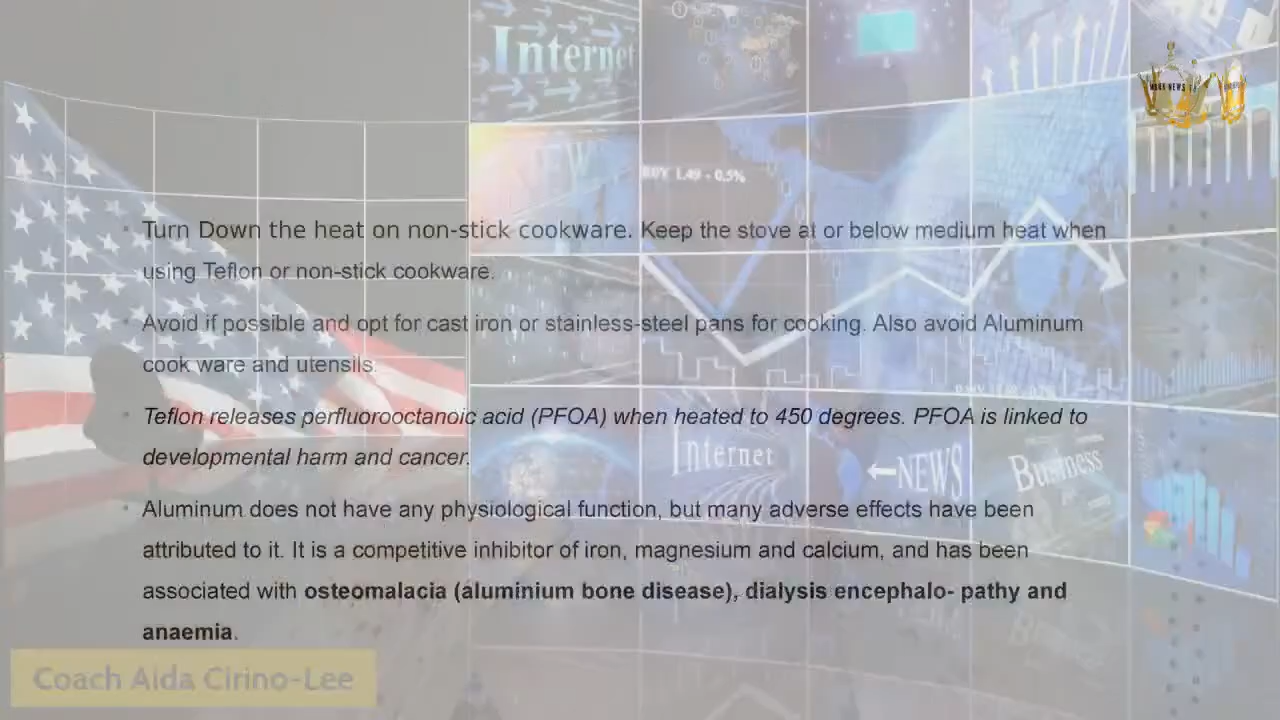 Internet
NEW
1.49 - 0.5%
Turn Down the heat on non-stick cookware. Keep the stove at or below medium heat when
using Teflon or non-stick cookware.
Avoid if possible and opt for cast iron or stainless-steel pans for cooking. Also avoid Aluminum
cook ware and utensils.
Teflon releases perfluorooctanoic acid (PFOA) when heated to 450 degrees. PFOA is linked to
developmental harm and cancer.
Internet
NEWS
Business
Aluminum does not have any physiological function, but many adverse effects have been
attributed to it. It is a competitive inhibitor of iron, magnesium and calcium, and has been
associated with osteomalacia (aluminium bone disease), dialysis encephalo- pathy and
anaemia.
Coach Aida Cirino-Lee